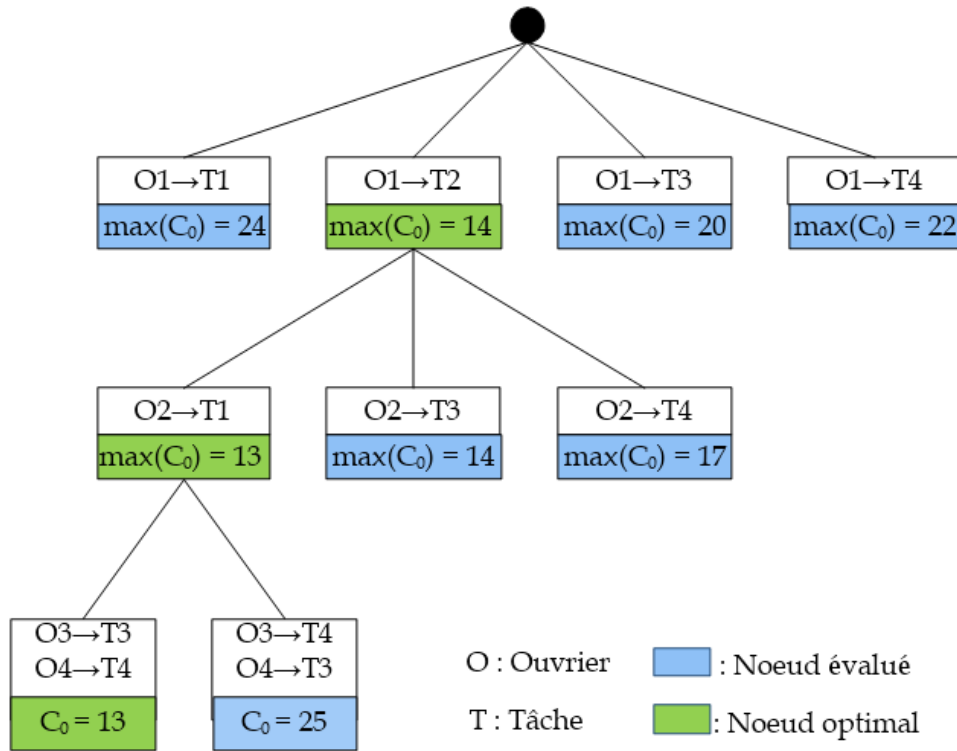 O1→T1
max(C₀) = 24
O1→T2
max(C₀) = 14
O1→T3
max(C₀) = 20
O1→T4
max(C₀) = 22
O2→T1
max(C₀) = 13
O2→T3
max(C₀) = 14
O2→T4
max(C₀) = 17
O3→T3
O4→T4
C₀ = 13
O3→T4
O4→T3
C₀ = 25
O : Ouvrier
: Noeud évalué
T : Tâche
: Noeud optimal